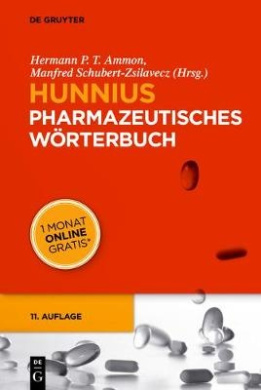 DE GRUYTER
Hermann P. T. Ammon,
Manfred Schubert-Zsilavecz (Hrsg.)
HUNNIUS
PHARMAZEUTISCHES
WÖRTERBUCH
1 MONAT
ONLINE
GRATIS*
11. AUFLAGE
DE
G